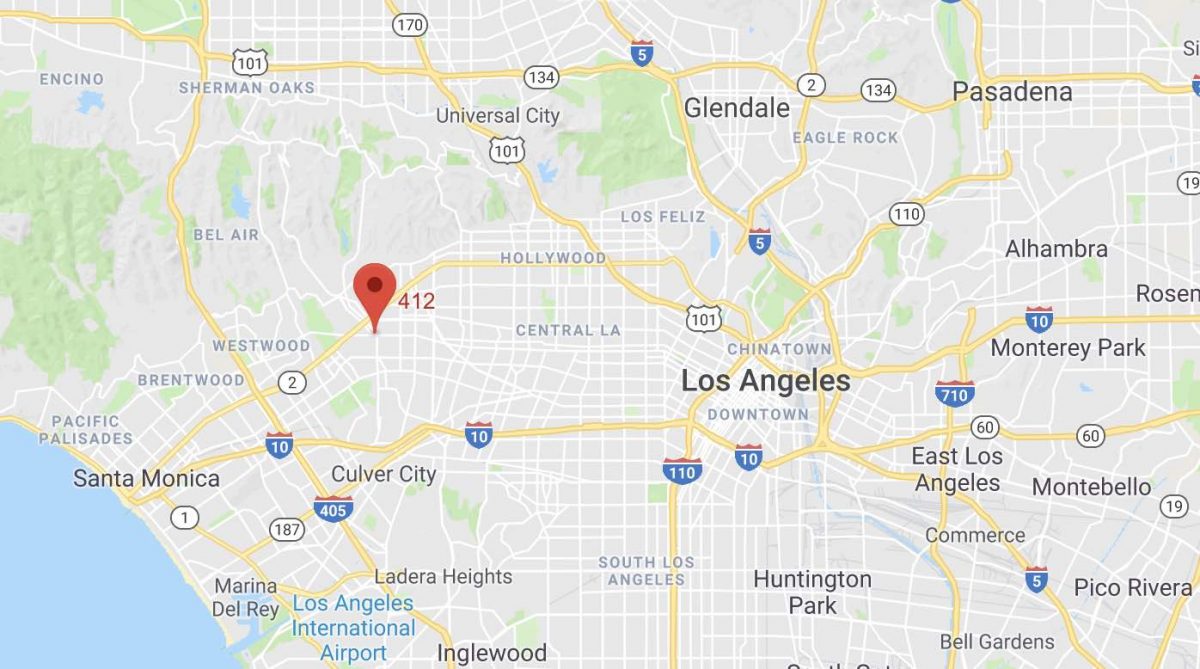 170
5
101
134
2
134
Si
ENCINO
SHERMAN OAKS
Glendale
Pasadena
Universal City
EAGLE ROCK
101
19
LOS FELIZ
110
BEL AIR
5
Alhambra
HOLLYWOOD
412
Rosen
101
10
CENTRAL LA
WESTWOOD
CHINATOWN
Monterey Park
BRENTWOOD
2
Los Angeles
710
DOWNTOWN
PACIFIC
PALISADES
10
10
60
60
Santa Monica
Culver City
110
10
East Los
Angeles
Montebello
1
405
187
19
Commerce
SOUTH LOS
ANGELES
Ladera Heights
Huntington
Park
5
Pico Rivera
Marina
Del Rey
Los Angeles
International
Airport
Inglewood
Bell Gardens